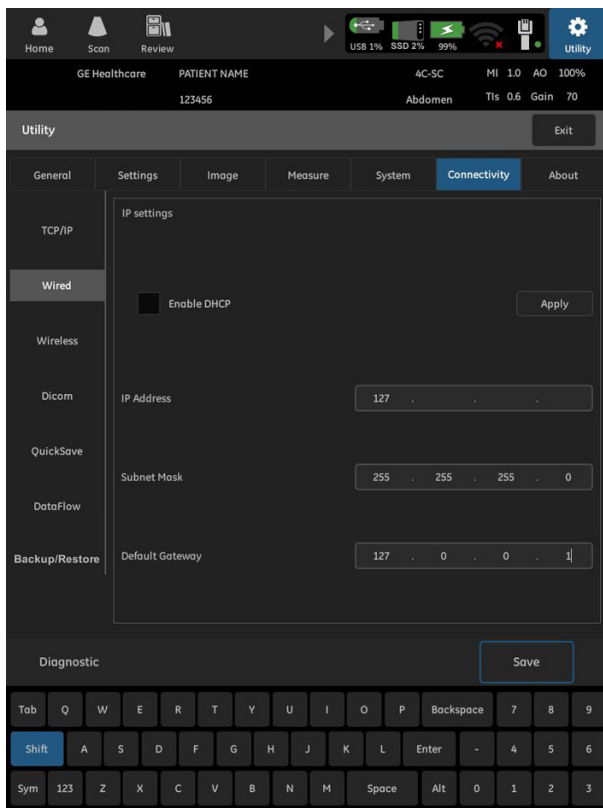 USB 1% SSD 2% 99%
Home Scan Review Utility
GE Healthcare PATIENT NAME 4C-SC MI 1.0 AO 100%
123456 Abdomen TIs 0.6 Gain 70
Utility Exit
General Settings Image Measure System Connectivity About
IP settings
TCP/IP
Wired
Enable DHCP Apply
Wireless
Dicom IP Address 127 . . .
QuickSave
Subnet Mask 255 . 255 . 255 . 0
DataFlow
Backup/Restore Default Gateway 127 . 0 . 0 . 1
Diagnostic Save
Tab Q W E R T Y U I O P Backspace 7 8 9
Shift A S D F G H J K L Enter - 4 5 6
Sym 123 Z X C V B N M Space Alt 0 1 2 3